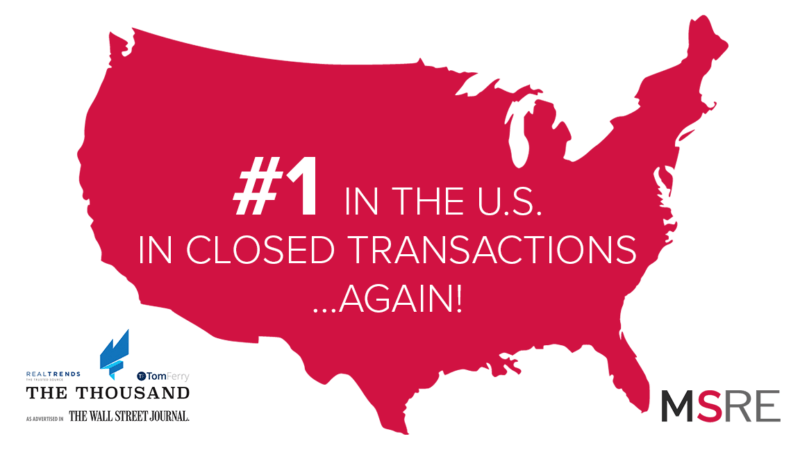 #1 IN THE U.S.
IN CLOSED TRANSACTIONS
...AGAIN!
REALTRENDS
THE TRUSTED SOURCE
T TomFerry
THE THOUSAND
AS ADVERTISED IN THE WALL STREET JOURNAL.
MSRE